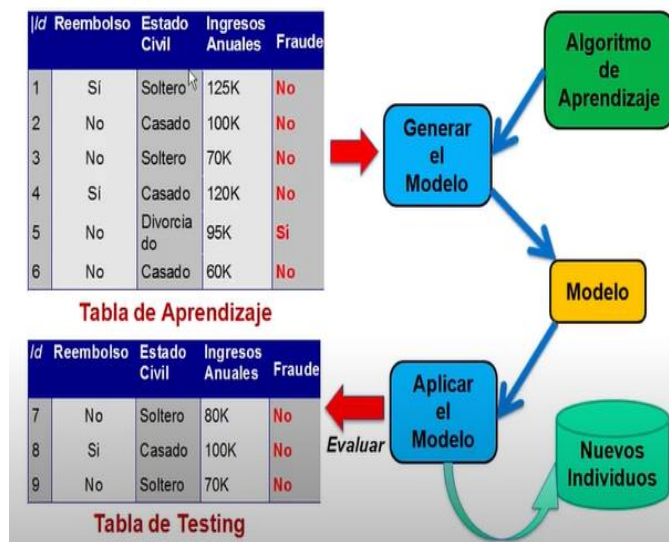 |Id Reembolso Estado Civil Ingresos Anuales Fraude
1 Sí Soltero 125K No
2 No Casado 100K No
3 No Soltero 70K No
4 Sí Casado 120K No
5 No Divorcia do 95K Si
6 No Casado 60K No
Tabla de Aprendizaje
Id Reembolso Estado Civil Ingresos Anuales Fraude
7 No Soltero 80K No
8 Si Casado 100K No
9 No Soltero 70K No
Tabla de Testing
Algoritmo
de
Aprendizaje
Generar
el
Modelo
Modelo
Aplicar
el
Modelo
Evaluar
Nuevos
Individuos